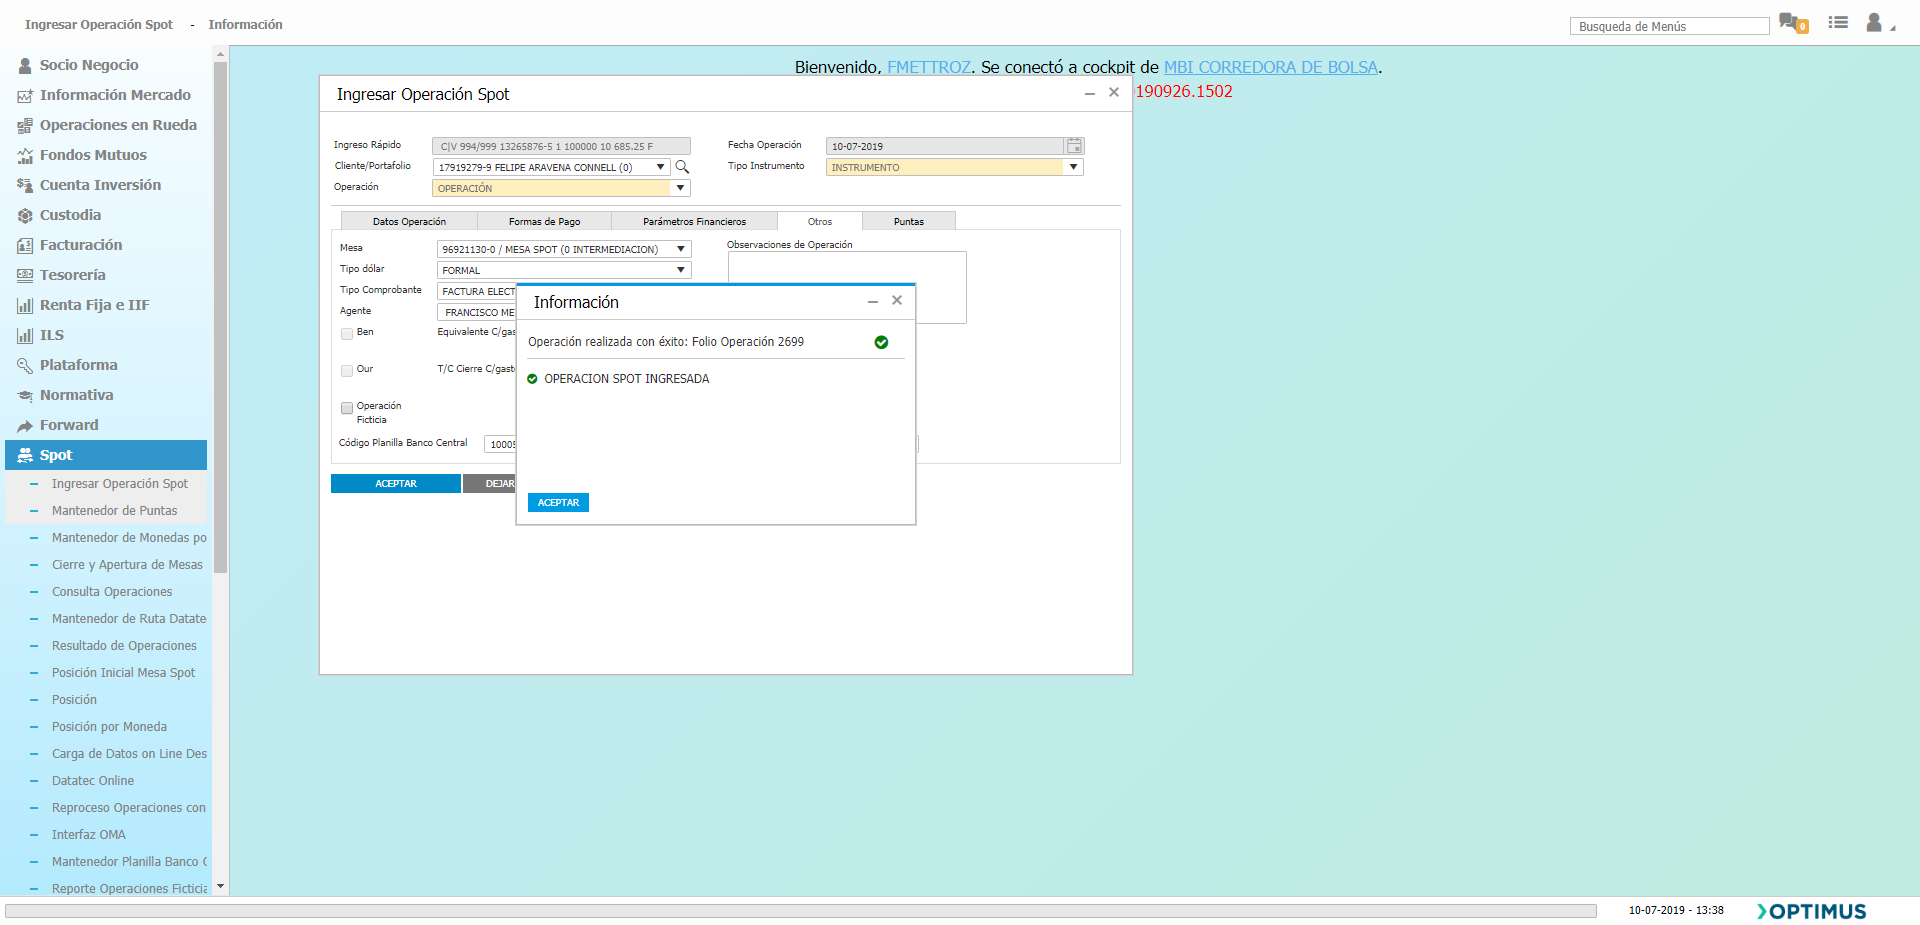 Ingresar Operación Spot - Información
Busqueda de Menús
0
Socio Negocio
Información Mercado
Operaciones en Rueda
Fondos Mutuos
Cuenta Inversión
Custodia
Facturación
Tesorería
Renta Fija e IIF
ILS
Plataforma
Normativa
Forward
Spot
Ingresar Operación Spot
Mantenedor de Puntas
Mantenedor de Monedas po
Cierre y Apertura de Mesas
Consulta Operaciones
Mantenedor de Ruta Datate
Resultado de Operaciones
Posición Inicial Mesa Spot
Posición
Posición por Moneda
Carga de Datos on Line Des
Datatec Online
Reproceso Operaciones con
Interfaz OMA
Mantenedor Planilla Banco C
Reporte Operaciones Ficticia
Bienvenido, FMETTROZ. Se conectó a cockpit de MBI CORREDORA DE BOLSA.
190926.1502
Ingresar Operación Spot
Ingreso Rápido C|V 994/999 13265876-5 1 100000 10 685.25 F
Fecha Operación 10-07-2019
Cliente/Portafolio 17919279-9 FELIPE ARAVENA CONNELL (0)
Tipo Instrumento INSTRUMENTO
Operación OPERACIÓN
Datos Operación Formas de Pago Parámetros Financieros Otros Puntas
Mesa 96921130-0 / MESA SPOT (0 INTERMEDIACION)
Observaciones de Operación
Tipo dólar FORMAL
Tipo Comprobante FACTURA ELECT
Agente FRANCISCO ME
Ben Equivalente C/gas
Our T/C Cierre C/gast
Operación
Ficticia
Código Planilla Banco Central 1000
ACEPTAR DEJAR
Información
Operación realizada con éxito: Folio Operación 2699
OPERACION SPOT INGRESADA
ACEPTAR
10-07-2019 - 13:38
OPTIMUS